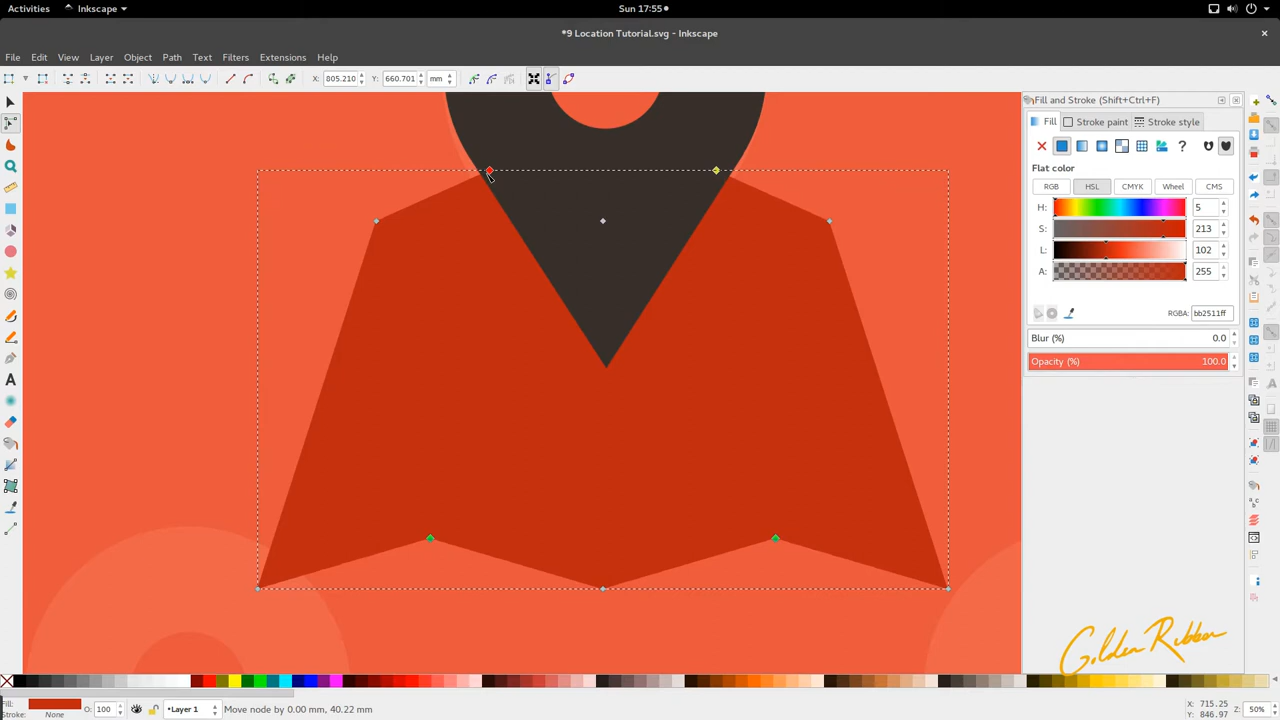 Activities
Inkscape
Sun 17:55
*9 Location Tutorial.svg - Inkscape
File Edit View Layer Object Path Text Filters Extensions Help
X: 805.210 Y: 660.701 mm
Fill and Stroke (Shift+Ctrl+F)
Fill Stroke paint Stroke style
Flat color
RGB HSL CMYK Wheel CMS
H: 5
S: 213
L: 102
A: 255
RGBA: bb2511ff
Blur (%) 0.0
Opacity (%) 100.0
Golden Ribbon
Fill:
Stroke: None
O: 100
•Layer 1
Move node by 0.00 mm, 40.22 mm
X: 715.25
Y: 846.97
Z: 50%